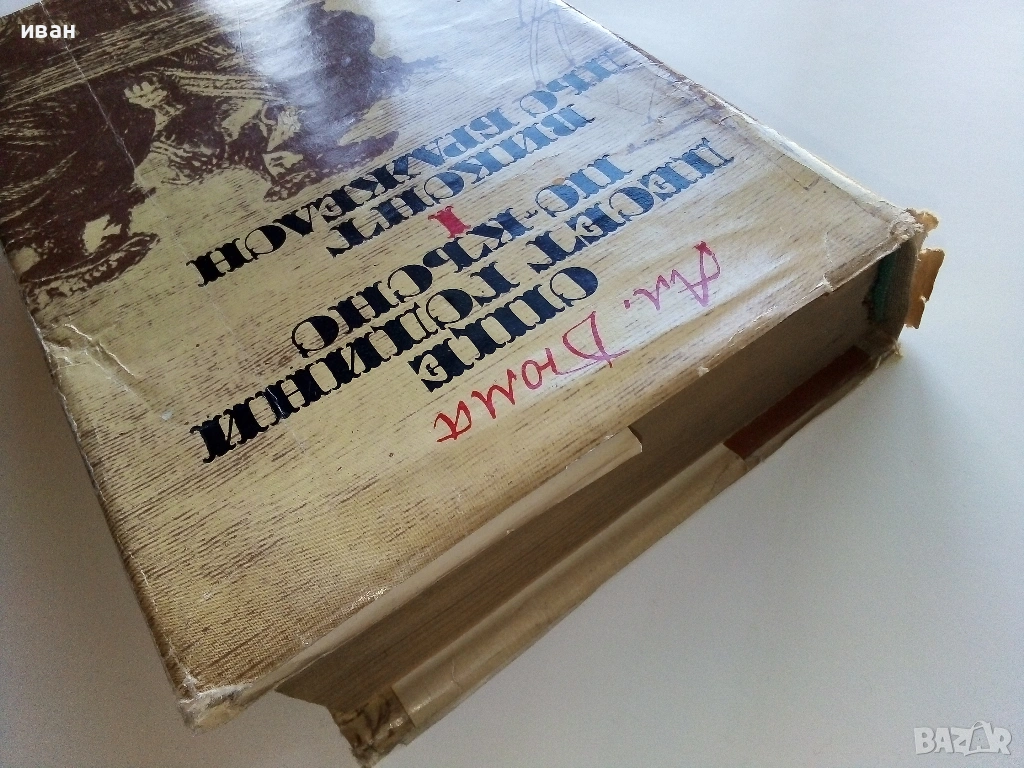 иван
Ал. Дюма
ОЩЕ
ДЕСЕТ ГОДИНИ
ПО-КЪСНО
I
ВИКОНТ
ДЬО БРАЖЕЛОН
BAZAR